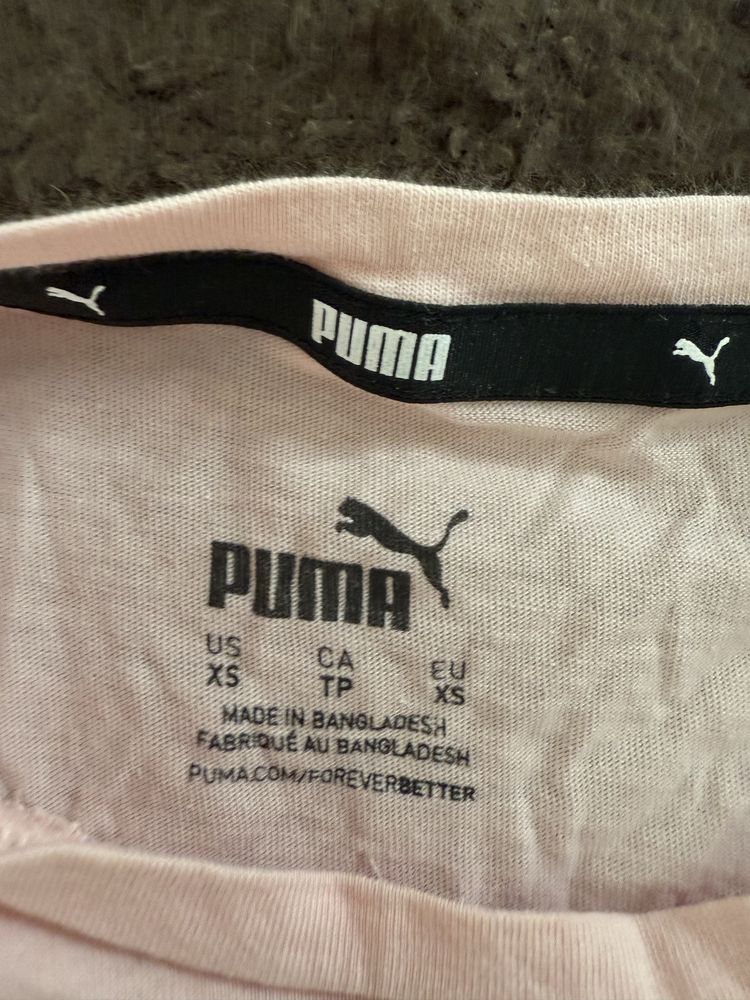 PUMA
PUMA
US CA EU
XS TP XS
MADE IN BANGLADESH
FABRIQUÉ AU BANGLADESH
PUMA.COM/FOREVERBETTER